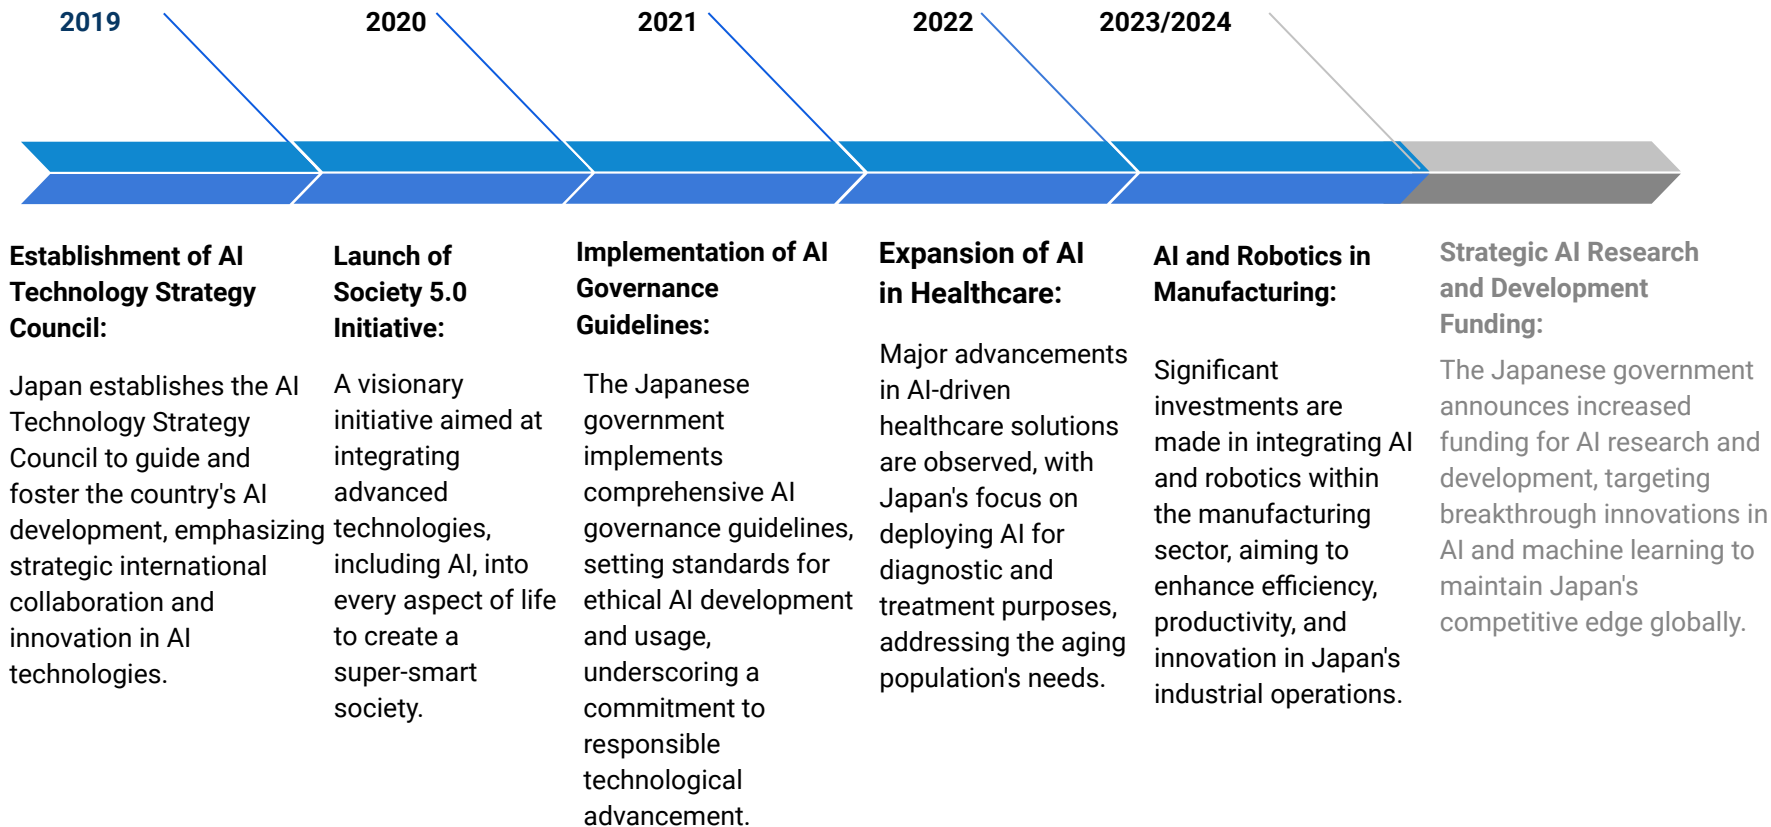 2019
2020
2021
2022
2023/2024
Establishment of AI
Technology Strategy
Council:
Japan establishes the AI
Technology Strategy
Council to guide and
foster the country's AI
development, emphasizing
strategic international
collaboration and
innovation in AI
technologies.
Launch of
Society 5.0
Initiative:
A visionary
initiative aimed at
integrating
advanced
technologies,
including AI, into
every aspect of life
to create a
super-smart
society.
Implementation of AI
Governance
Guidelines:
The Japanese
government
implements
comprehensive AI
governance guidelines,
setting standards for
ethical AI development
and usage,
underscoring a
commitment to
responsible
technological
advancement.
Expansion of AI
in Healthcare:
Major advancements
in AI-driven
healthcare solutions
are observed, with
Japan's focus on
deploying AI for
diagnostic and
treatment purposes,
addressing the aging
population's needs.
AI and Robotics in
Manufacturing:
Significant
investments are
made in integrating AI
and robotics within
the manufacturing
sector, aiming to
enhance efficiency,
productivity, and
innovation in Japan's
industrial operations.
Strategic AI Research
and Development
Funding:
The Japanese government
announces increased
funding for AI research and
development, targeting
breakthrough innovations in
AI and machine learning to
maintain Japan's
competitive edge globally.